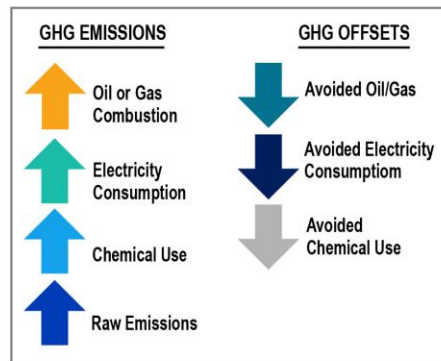 GHG EMISSIONS
Oil or Gas
Combustion
Electricity
Consumption
Chemical Use
Raw Emissions
GHG OFFSETS
Avoided Oil/Gas
Avoided Electricity
Consumptiom
Avoided
Chemical Use